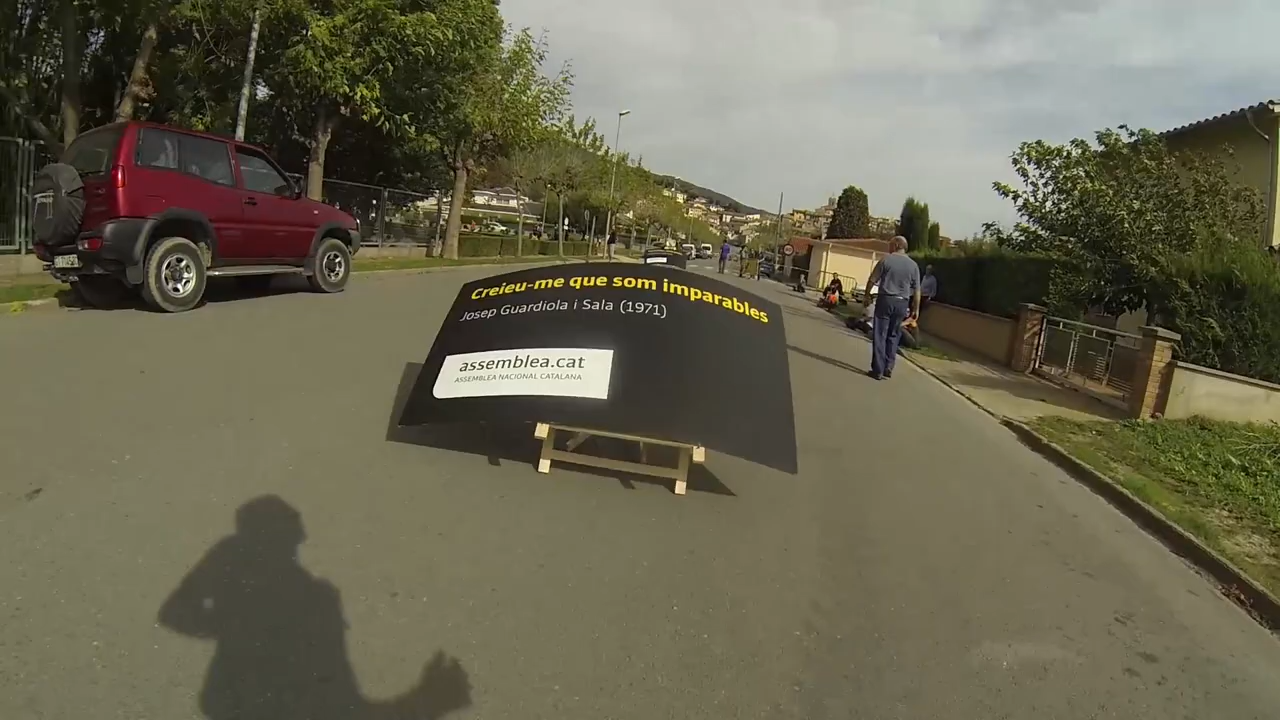 Creieu-me que som imparables
Josep Guardiola i Sala (1971)
assemblea.cat
ASSEMBLEA NACIONAL CATALANA